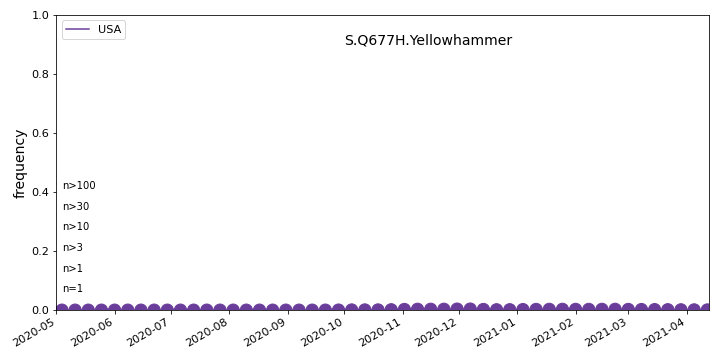 1.0
USA
S.Q677H.Yellowhammer
0.8
0.6
frequency
0.4
n>100
n>30
n>10
0.2
n>3
n>1
n=1
0.0
2020-05
2020-06
2020-07
2020-08
2020-09
2020-10
2020-11
2020-12
2021-01
2021-02
2021-03
2021-04